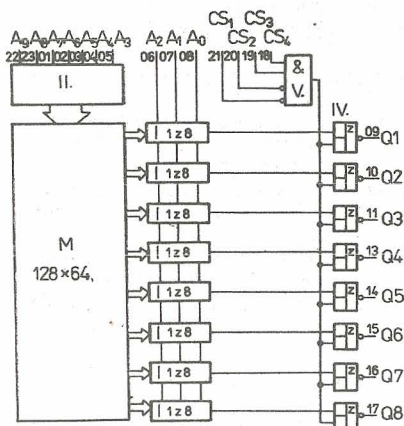 CS₁ CS₃
A₉A₈A₇A₆A₅A₄A₃ A₂ A₁ A₀ CS₂ CS₄
22 23 01 02 03 04 05 06 07 08 21 20 19 18
II.
&
V.
IV.
M
128×64,
1z8 Z 09 Q1
1z8 Z 10 Q2
1z8 Z 11 Q3
1z8 Z 13 Q4
1z8 Z 14 Q5
1z8 Z 15 Q6
1z8 Z 16 Q7
1z8 Z 17 Q8